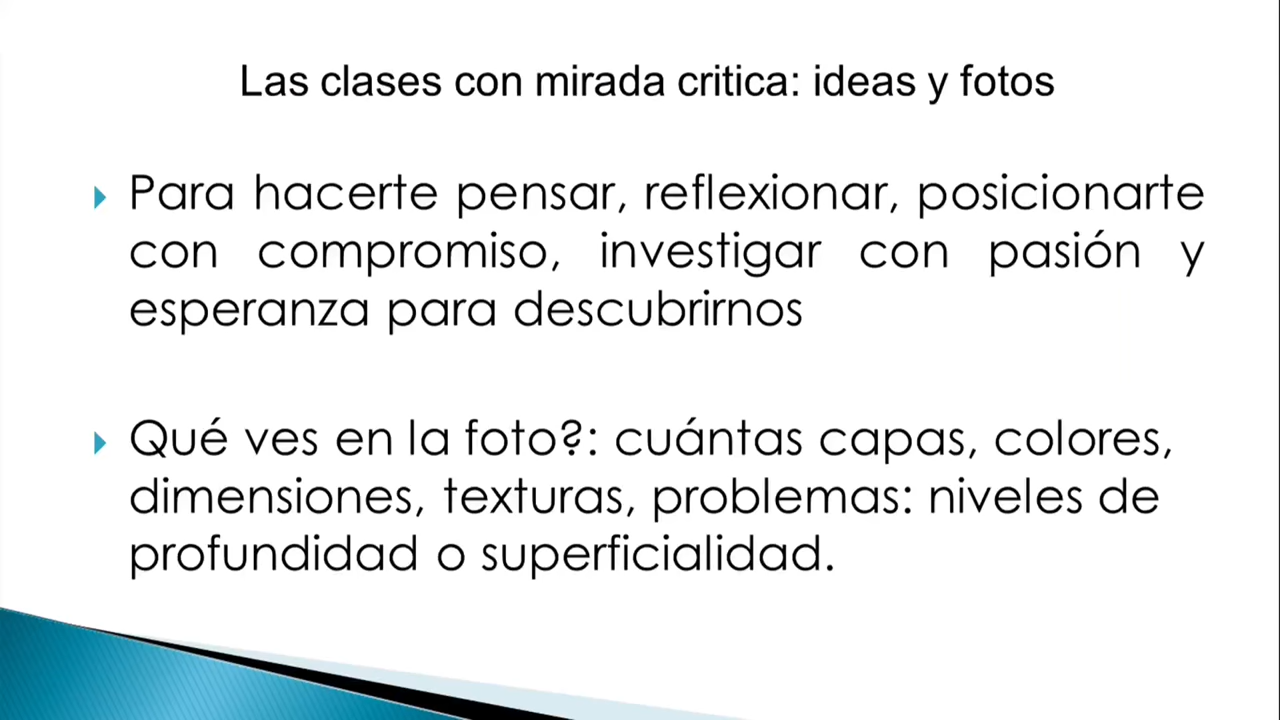 Las clases con mirada critica: ideas y fotos
Para hacerte pensar, reflexionar, posicionarte
con compromiso, investigar con pasión y
esperanza para descubrirnos
Qué ves en la foto?: cuántas capas, colores,
dimensiones, texturas, problemas: niveles de
profundidad o superficialidad.